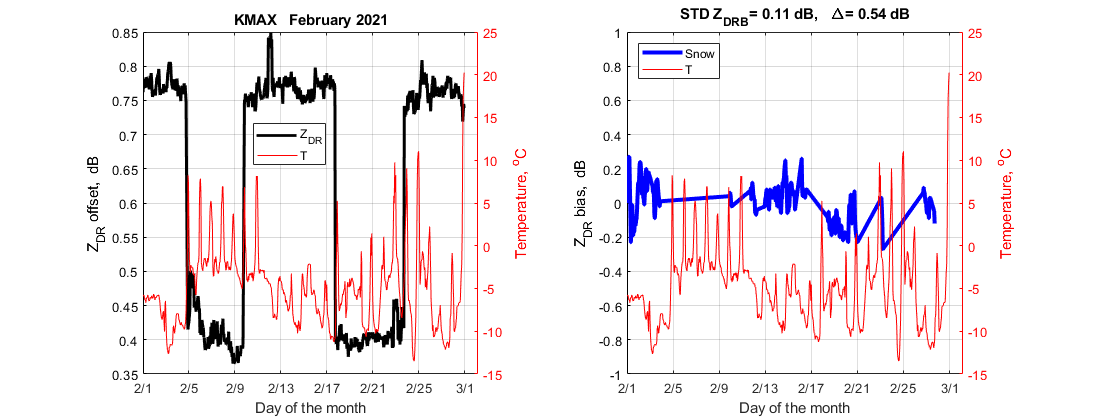 KMAX February 2021
0.85
0.8
0.75
0.7
0.65
0.6
0.55
0.5
0.45
0.4
0.35
Z_DR offset, dB
Z_DR
T
25
20
15
10
5
0
-5
-10
-15
Temperature, °C
2/1 2/5 2/9 2/13 2/17 2/21 2/25 3/1
Day of the month
STD Z_DRB = 0.11 dB, Δ = 0.54 dB
1
0.8
0.6
0.4
0.2
0
-0.2
-0.4
-0.6
-0.8
-1
Z_DR bias, dB
Snow
T
25
20
15
10
5
0
-5
-10
-15
Temperature, °C
2/1 2/5 2/9 2/13 2/17 2/21 2/25 3/1
Day of the month